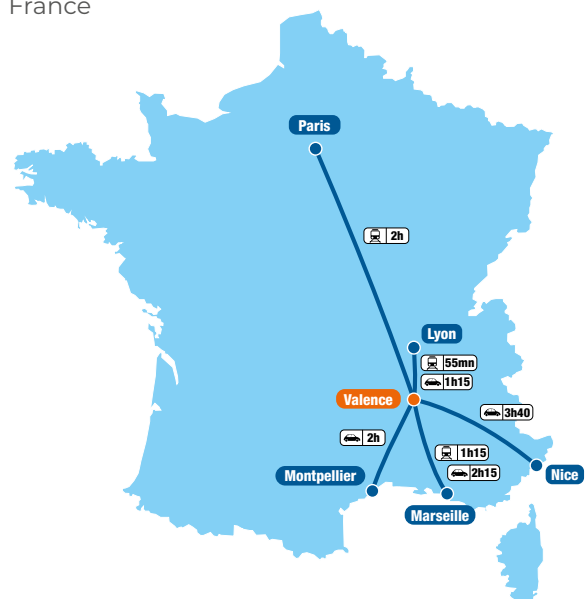 France
Paris
2h
Lyon
55mn
1h15
Valence
3h40
2h
1h15
Montpellier
2h15
Nice
Marseille